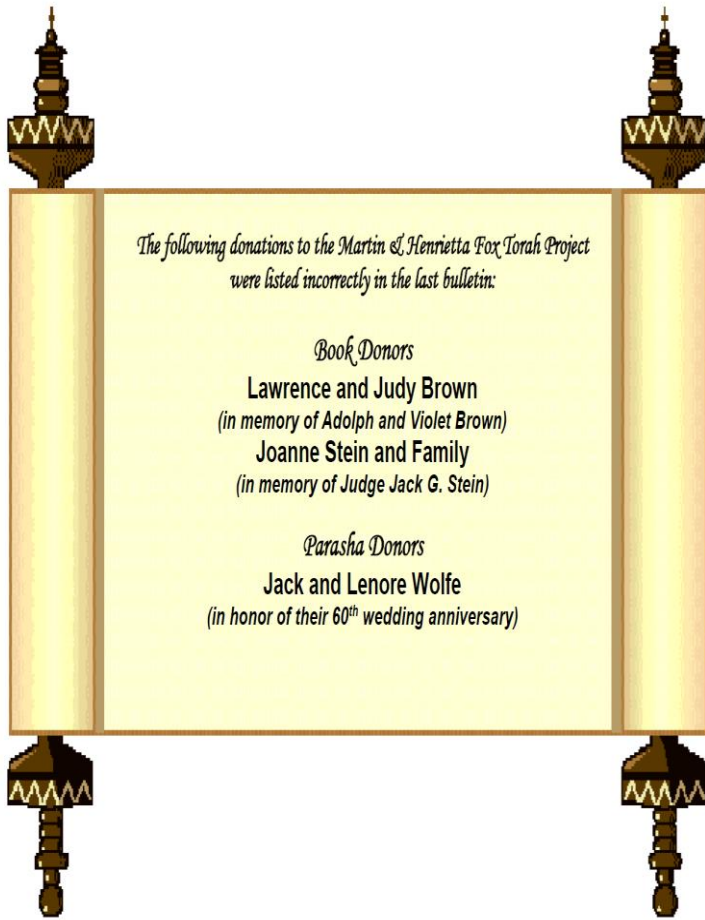 The following donations to the Martin & Henrietta Fox Torah Project
were listed incorrectly in the last bulletin:
Book Donors
Lawrence and Judy Brown
(in memory of Adolph and Violet Brown)
Joanne Stein and Family
(in memory of Judge Jack G. Stein)
Parasha Donors
Jack and Lenore Wolfe
(in honor of their 60th wedding anniversary)